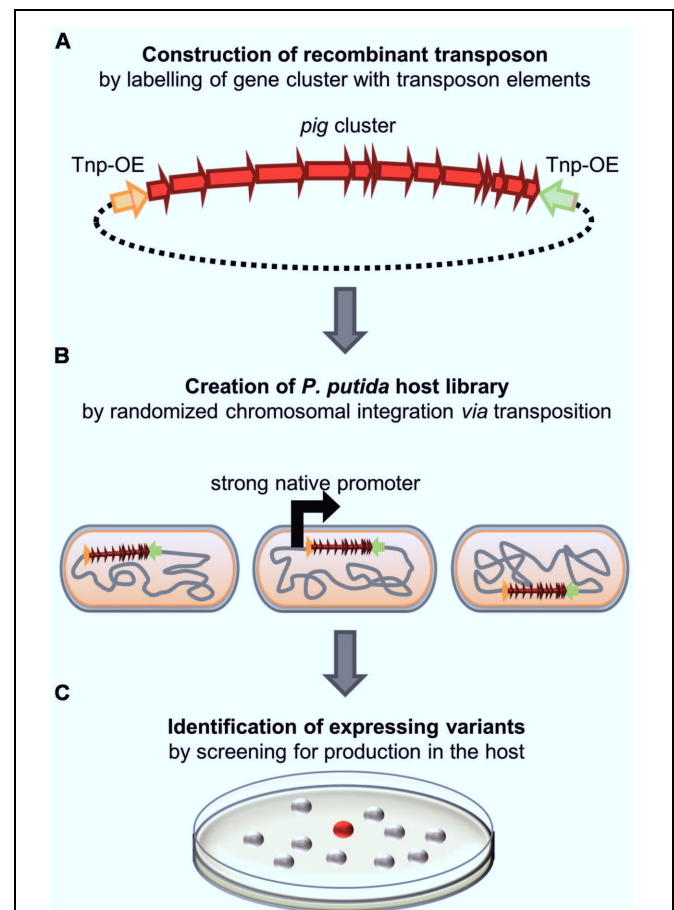 A
Construction of recombinant transposon
by labelling of gene cluster with transposon elements
pig cluster
Tnp-OE
Tnp-OE
B
Creation of P. putida host library
by randomized chromosomal integration via transposition
strong native promoter
C
Identification of expressing variants
by screening for production in the host